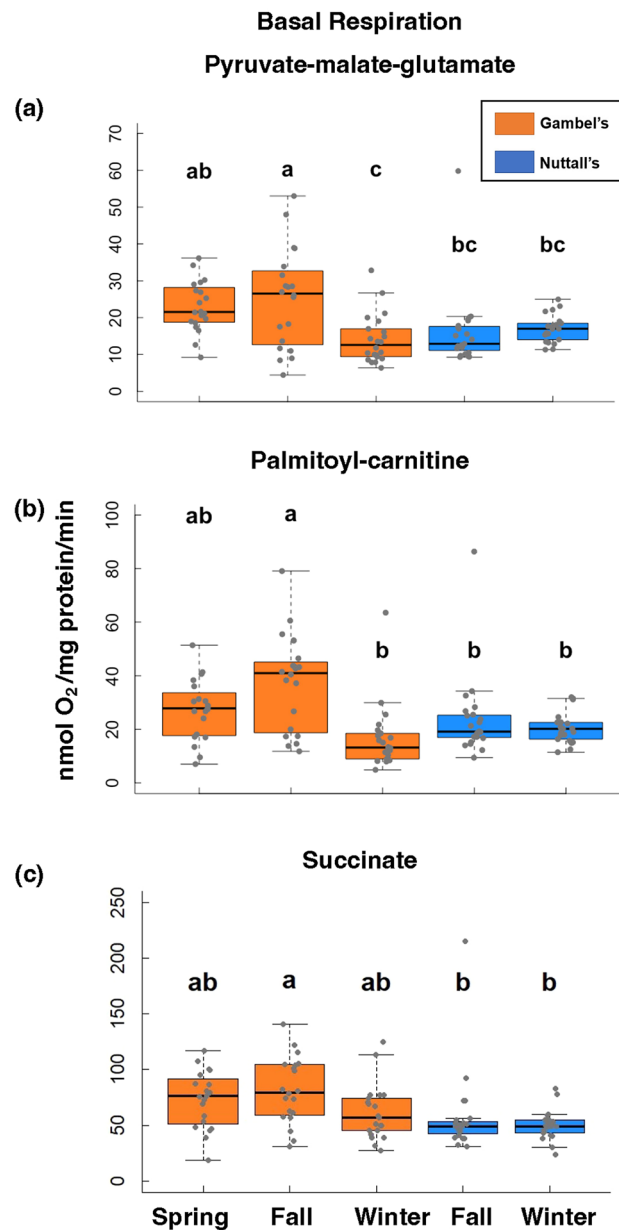 Basal Respiration
Pyruvate-malate-glutamate
(a)
Gambel's
Nuttall's
70
60
50
40
30
20
10
0
ab
a
c
bc
bc
Palmitoyl-carnitine
(b)
nmol O₂/mg protein/min
100
80
60
40
20
0
ab
a
b
b
b
Succinate
(c)
250
200
150
100
50
0
ab
a
ab
b
b
Spring Fall Winter Fall Winter